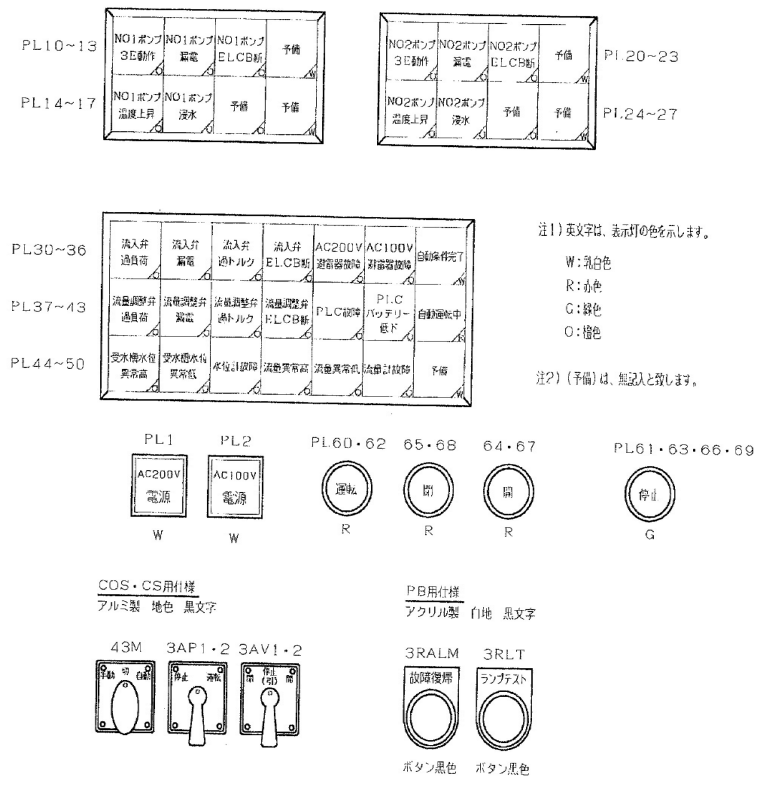 PL10~13
NO1ポンプ 3E動作 O
NO1ポンプ 漏電 O
NO1ポンプ ELCB断 O
予備 W
PL14~17
NO1ポンプ 温度上昇 O
NO1ポンプ 浸水 O
予備 O
予備 W
NO2ポンプ 3E動作 O
NO2ポンプ 漏電 O
NO2ポンプ ELCB断 O
予備 W
PL20~23
NO2ポンプ 温度上昇 O
NO2ポンプ 浸水 O
予備 O
予備 W
PL24~27
PL30~36
流入弁 過負荷 O
流入弁 漏電 O
流入弁 過トルク O
流入弁 ELCB断 O
AC200V 避雷器故障 O
AC100V 避雷器故障 O
自動条件完了 W
PL37~43
流量調整弁 過負荷 O
流量調整弁 漏電 O
流量調整弁 過トルク O
流量調整弁 ELCB断 O
PLC故障 O
PLC バッテリー 低下 O
自動運転中 R
PL44~50
受水槽水位 異常高 O
受水槽水位 異常低 O
水位計故障 O
流量異常高 O
流量異常低 O
流量計故障 O
予備 W
注1) 英文字は、表示灯の色を示します。
W:乳白色
R:赤色
G:緑色
O:橙色
注2) (予備)は、無記入と致します。
PL1
AC200V
電源
W
PL2
AC100V
電源
W
PL60・62
運転
R
65・68
閉
R
64・67
開
R
PL61・63・66・69
停止
G
COS・CS用仕様
アルミ製 地色 黒文字
43M
手動 切 自動
3AP1・2
停止 運転
3AV1・2
閉 停止 (引) 開
PB用仕様
アクリル製 白地 黒文字
3RALM
故障復帰
ボタン黒色
3RLT
ランプテスト
ボタン黒色